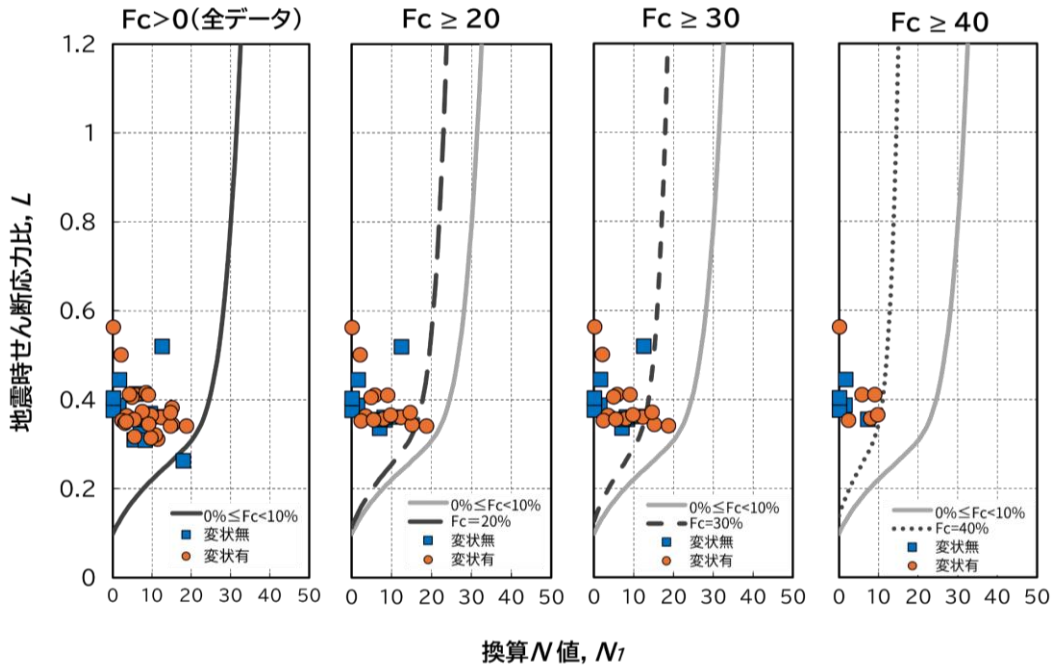 Fc>0(全データ)
Fc ≥ 20
Fc ≥ 30
Fc ≥ 40
地震時せん断応力比, L
1.2
1
0.8
0.6
0.4
0.2
0
0%≦Fc<10%
変状無
変状有
0 10 20 30 40 50
0%≦Fc<10%
Fc＝20%
変状無
変状有
0 10 20 30 40 50
0%≦Fc<10%
Fc=30%
変状無
変状有
0 10 20 30 40 50
0%≦Fc<10%
Fc=40%
変状無
変状有
0 10 20 30 40 50
換算N値, N1